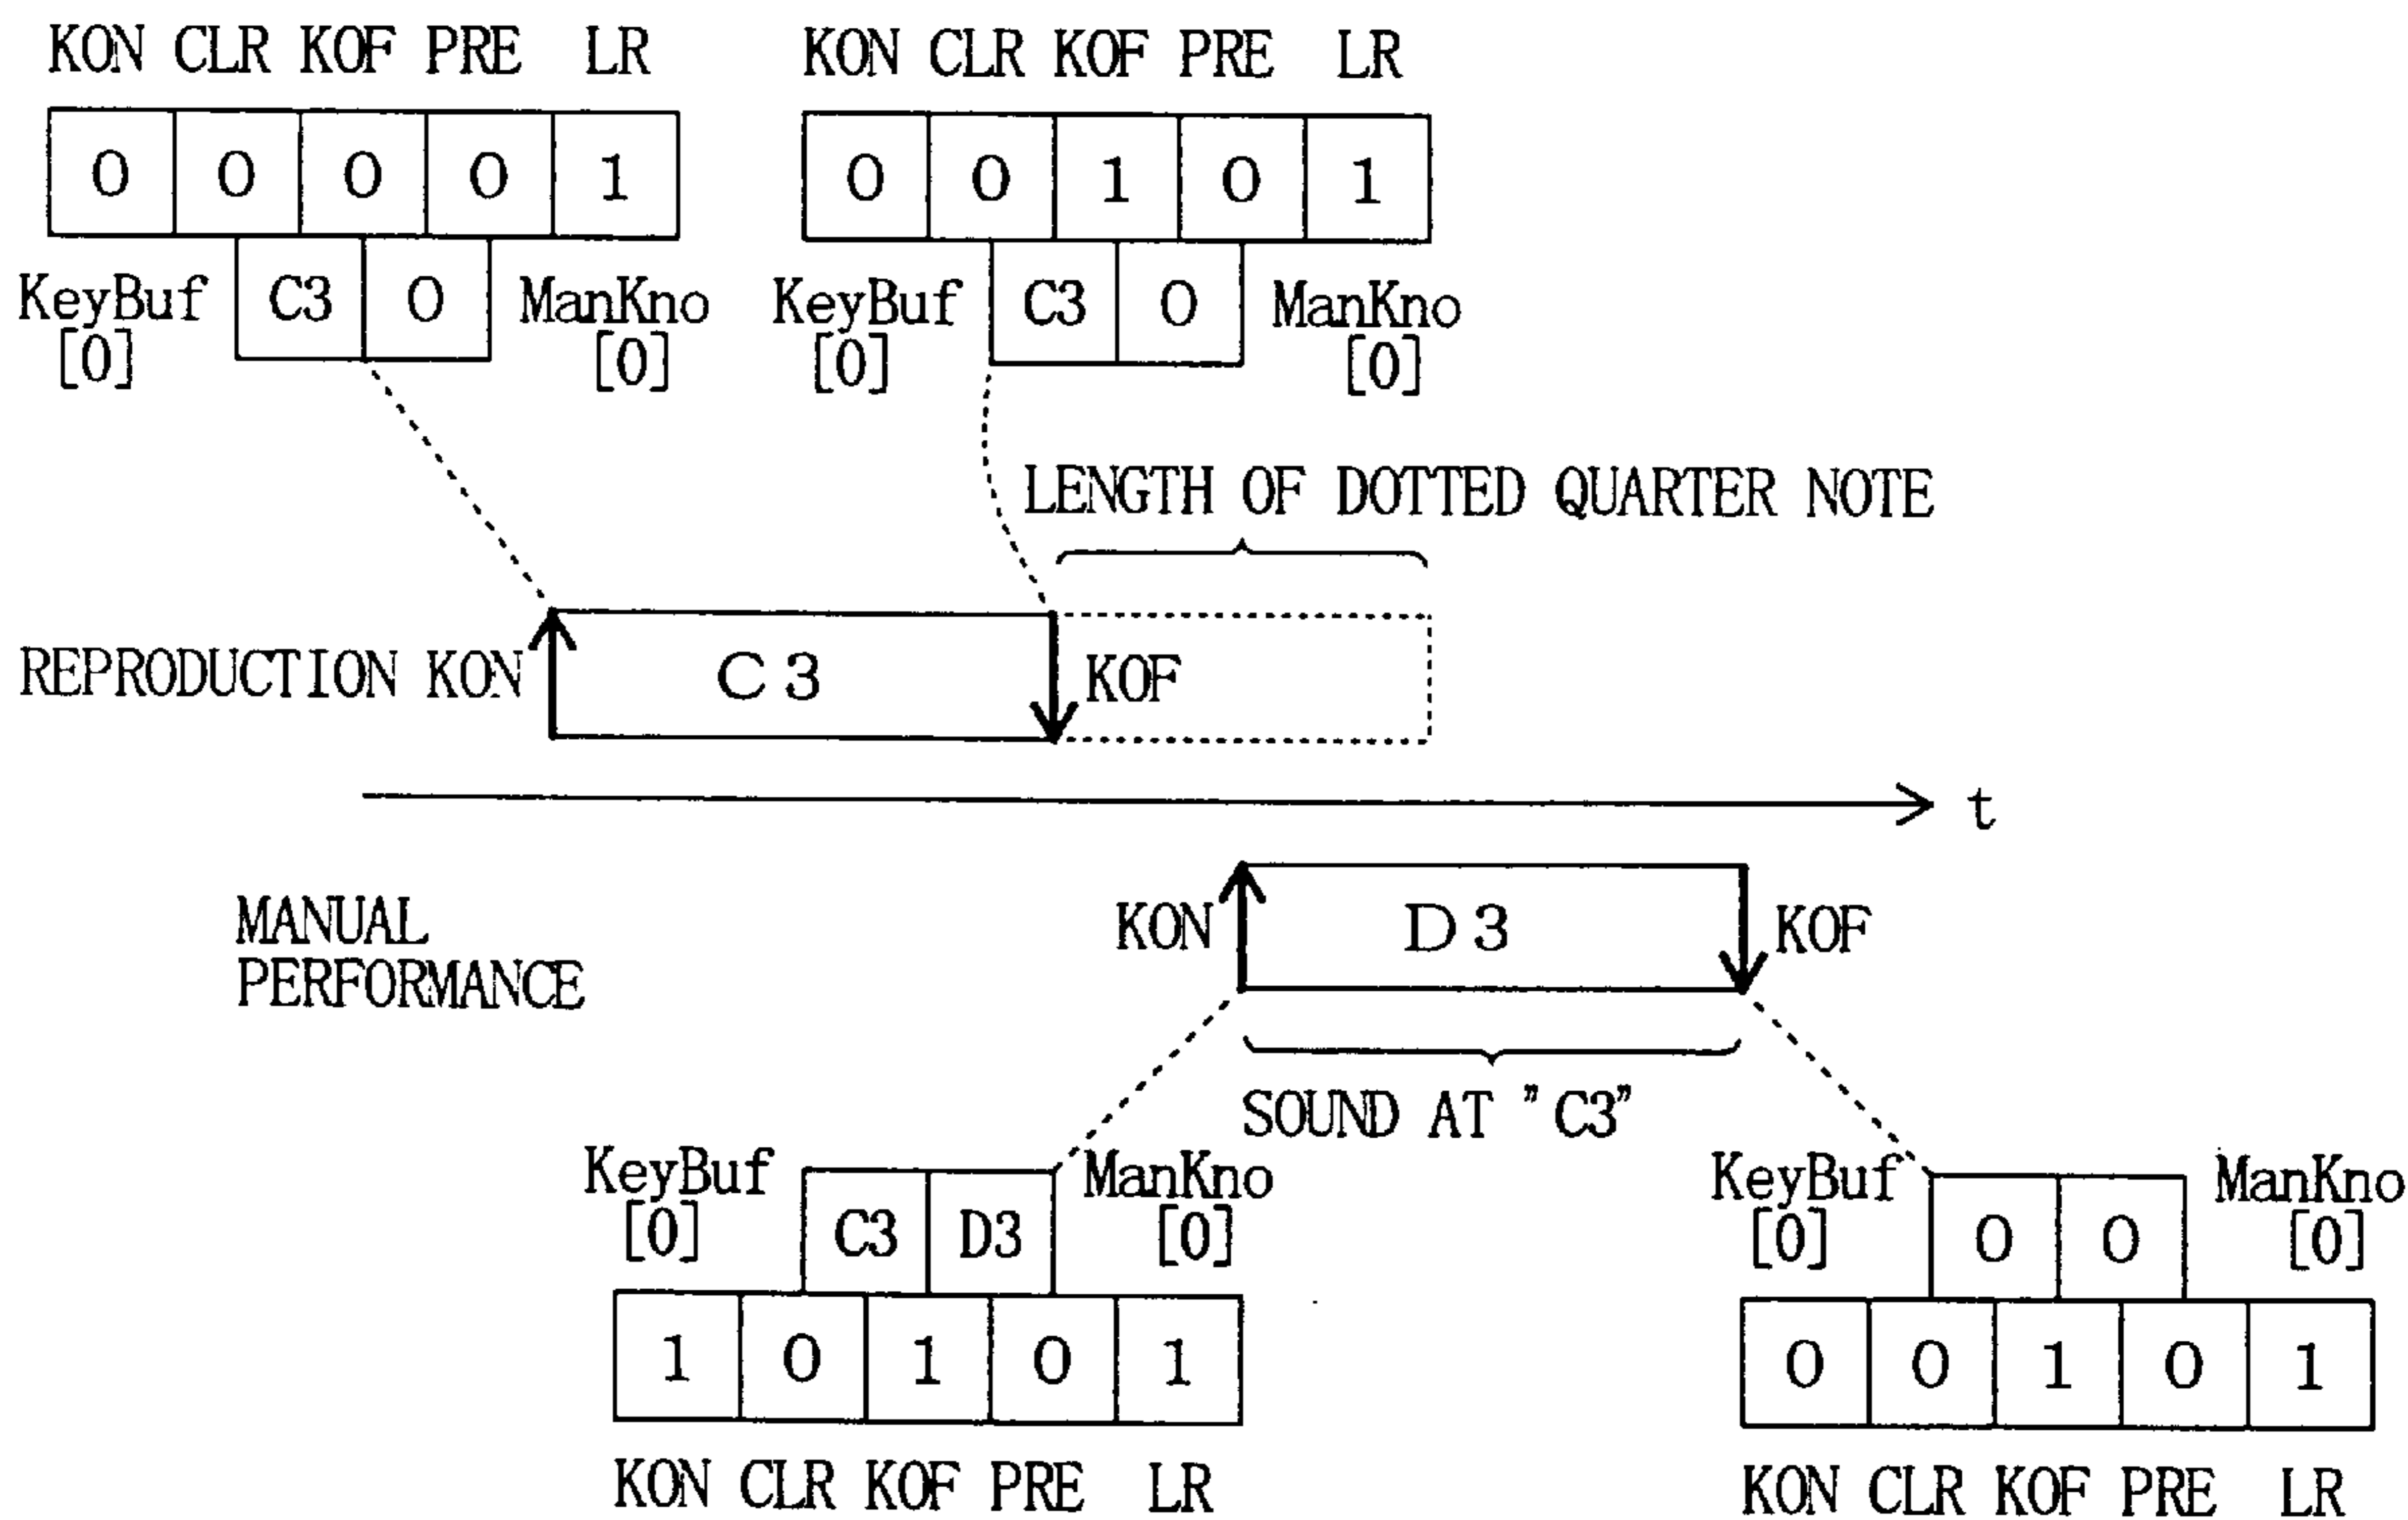 KON CLR KOF PRE LR KON CLR KOF PRE LR
0 0 0 0 1 0 0 1 0 1
KeyBuf C3 0 ManKno KeyBuf C3 0 ManKno
[0] [0] [0] [0]
LENGTH OF DOTTED QUARTER NOTE
REPRODUCTION KON C3 KOF
t
MANUAL KON D3 KOF
PERFORMANCE
SOUND AT "C3"
KeyBuf ManKno KeyBuf ManKno
[0] C3 D3 [0] [0] 0 0 [0]
1 0 1 0 1 0 0 1 0 1
KON CLR KOF PRE LR KON CLR KOF PRE LR